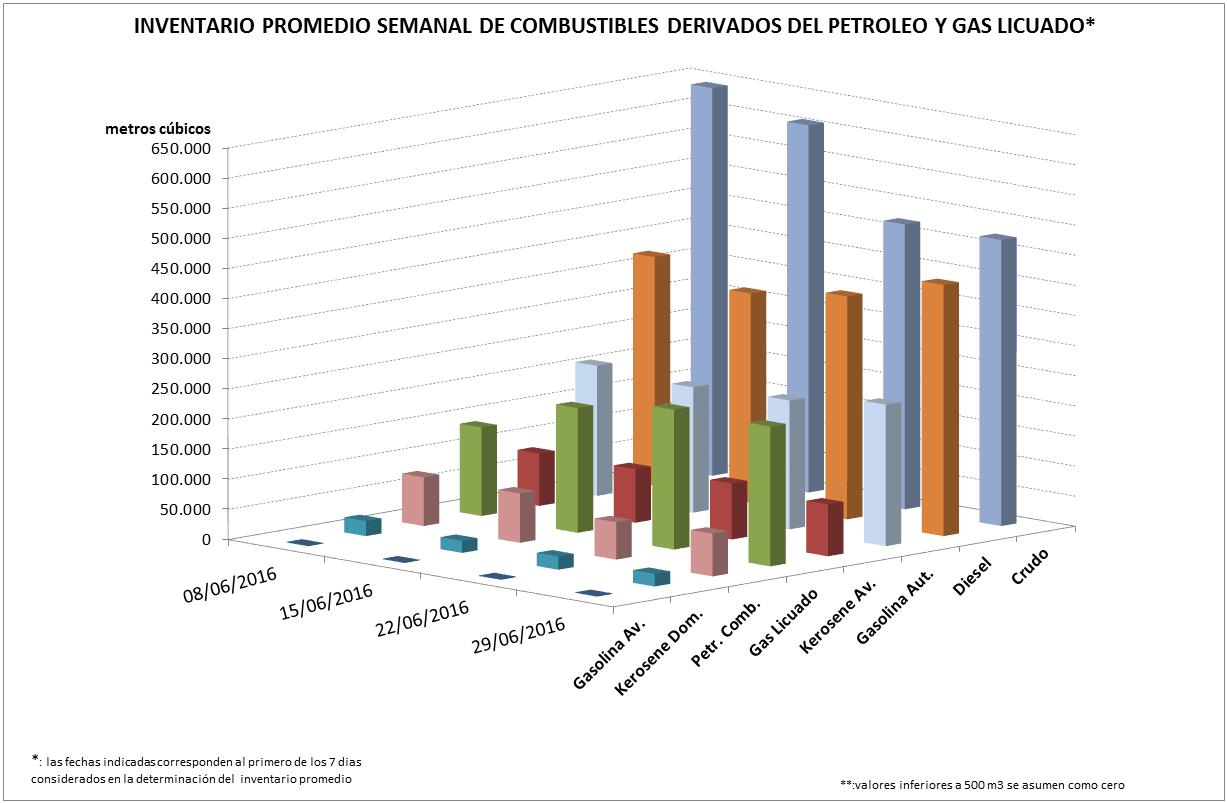 INVENTARIO PROMEDIO SEMANAL DE COMBUSTIBLES DERIVADOS DEL PETROLEO Y GAS LICUADO*
metros cúbicos
650.000
600.000
550.000
500.000
450.000
400.000
350.000
300.000
250.000
200.000
150.000
100.000
50.000
0
08/06/2016
15/06/2016
22/06/2016
29/06/2016
Gasolina Av.
Kerosene Dom.
Petr. Comb.
Gas Licuado
Kerosene Av.
Gasolina Aut.
Diesel
Crudo
*: las fechas indicadas corresponden al primero de los 7 dias
considerados en la determinación del inventario promedio
**:valores inferiores a 500 m3 se asumen como cero